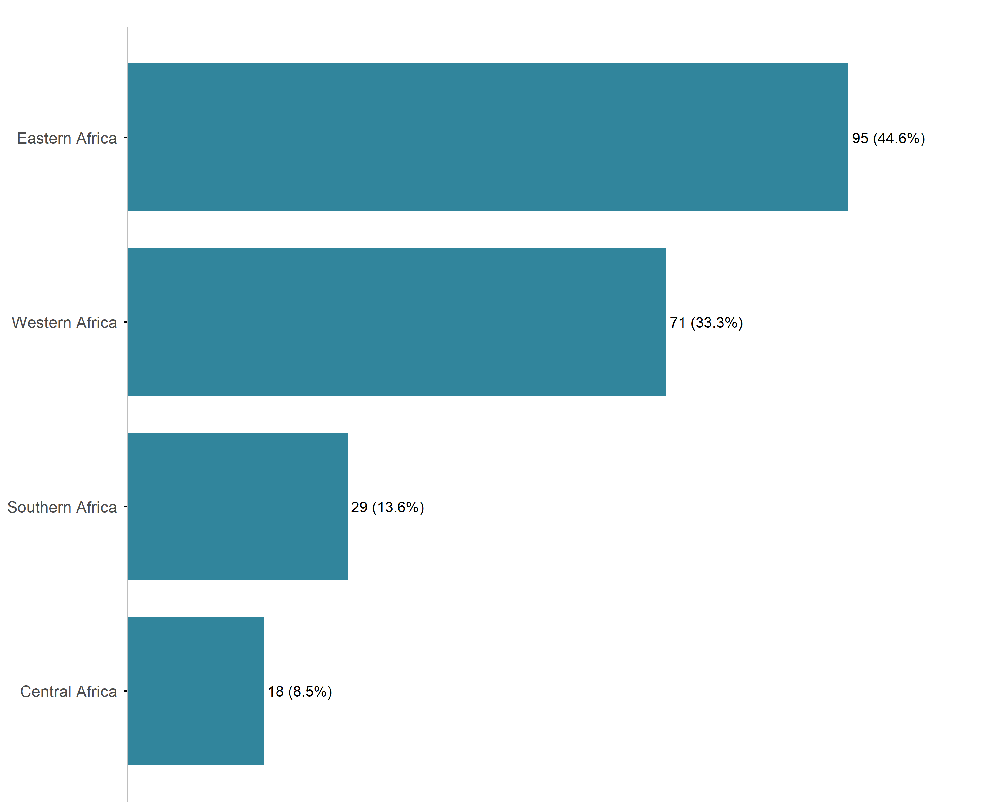 Eastern Africa 95 (44.6%)
Western Africa 71 (33.3%)
Southern Africa 29 (13.6%)
Central Africa 18 (8.5%)